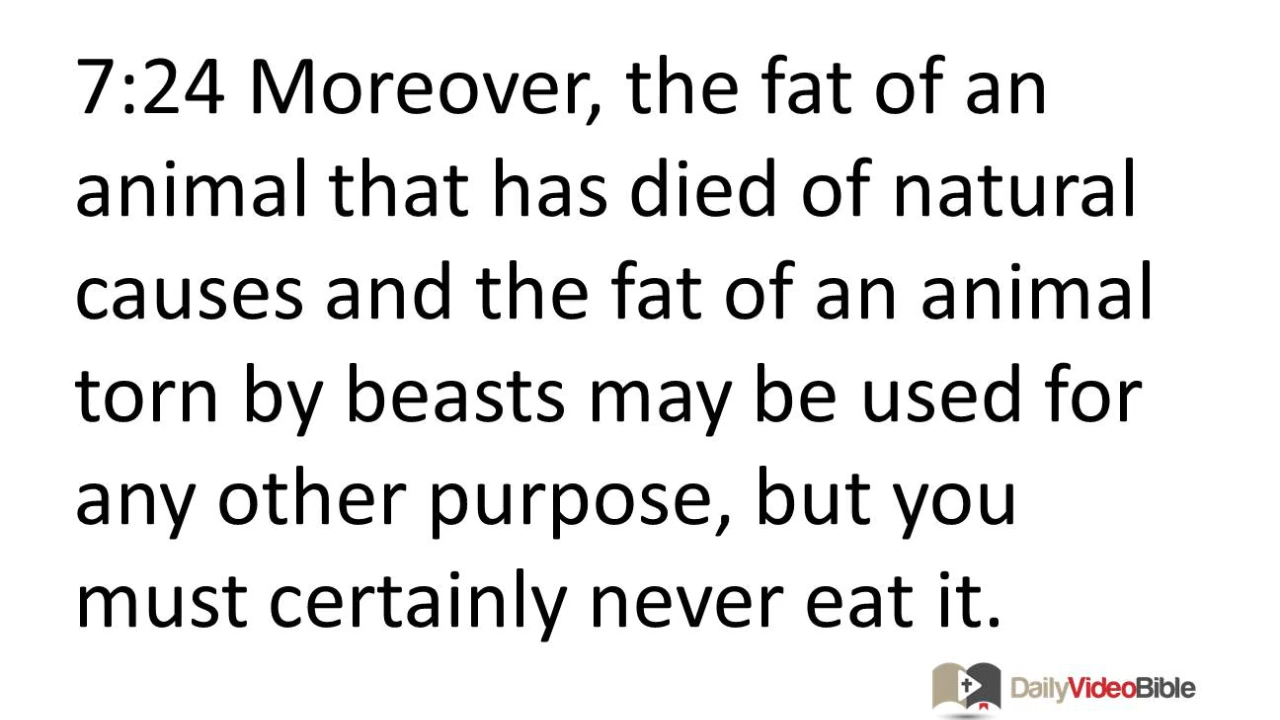 7:24 Moreover, the fat of an
animal that has died of natural
causes and the fat of an animal
torn by beasts may be used for
any other purpose, but you
must certainly never eat it.
DailyVideoBible